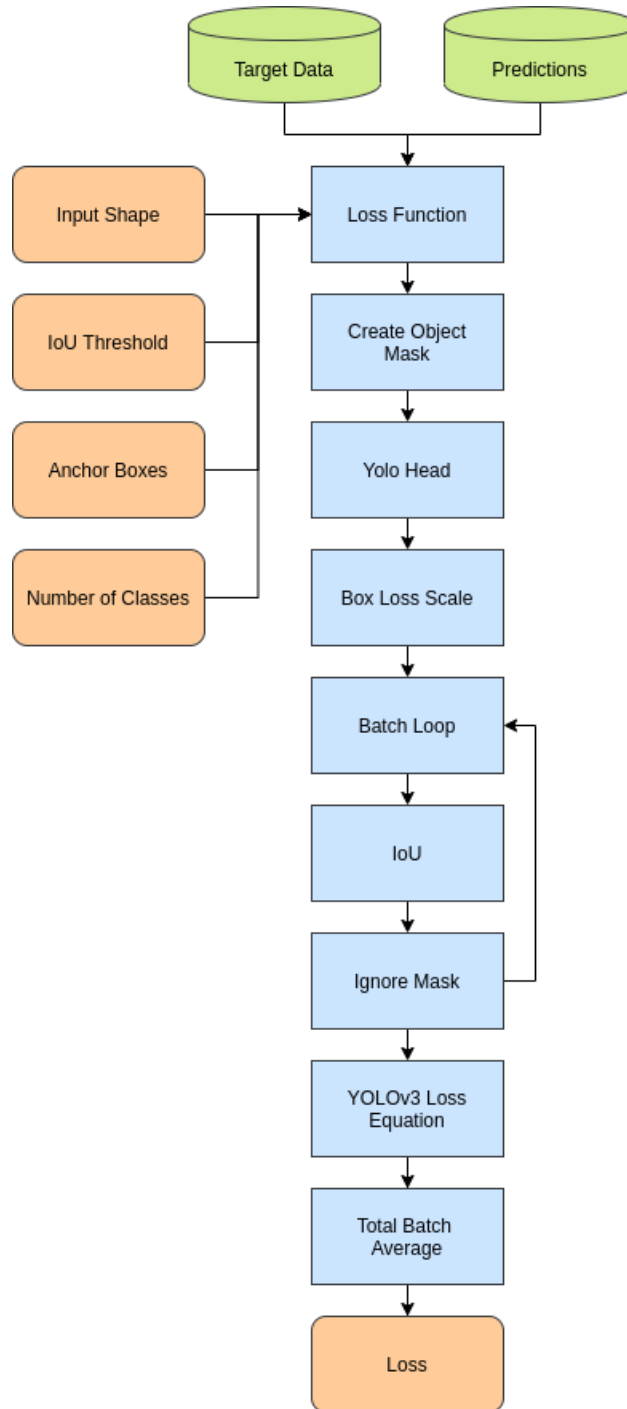 Target Data
Predictions
Input Shape
Loss Function
IoU Threshold
Create Object
Mask
Anchor Boxes
Yolo Head
Number of Classes
Box Loss Scale
Batch Loop
IoU
Ignore Mask
YOLOv3 Loss
Equation
Total Batch
Average
Loss